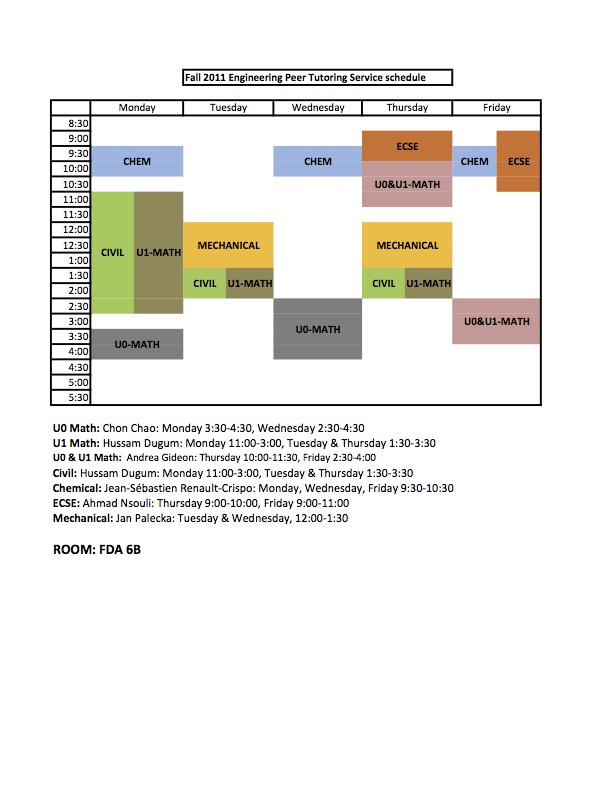 Fall 2011 Engineering Peer Tutoring Service schedule
Monday Tuesday Wednesday Thursday Friday
8:30
9:00
9:30
10:00
10:30
11:00
11:30
12:00
12:30
1:00
1:30
2:00
2:30
3:00
3:30
4:00
4:30
5:00
5:30
ECSE
CHEM CHEM CHEM ECSE
U0&U1-MATH
MECHANICAL MECHANICAL
CIVIL U1-MATH
CIVIL U1-MATH CIVIL U1-MATH
U0&U1-MATH
U0-MATH
U0-MATH
U0 Math: Chon Chao: Monday 3:30-4:30, Wednesday 2:30-4:30
U1 Math: Hussam Dugum: Monday 11:00-3:00, Tuesday & Thursday 1:30-3:30
U0 & U1 Math: Andrea Gideon: Thursday 10:00-11:30, Friday 2:30-4:00
Civil: Hussam Dugum: Monday 11:00-3:00, Tuesday & Thursday 1:30-3:30
Chemical: Jean-Sébastien Renault-Crispo: Monday, Wednesday, Friday 9:30-10:30
ECSE: Ahmad Nsouli: Thursday 9:00-10:00, Friday 9:00-11:00
Mechanical: Jan Palecka: Tuesday & Wednesday, 12:00-1:30
ROOM: FDA 6B